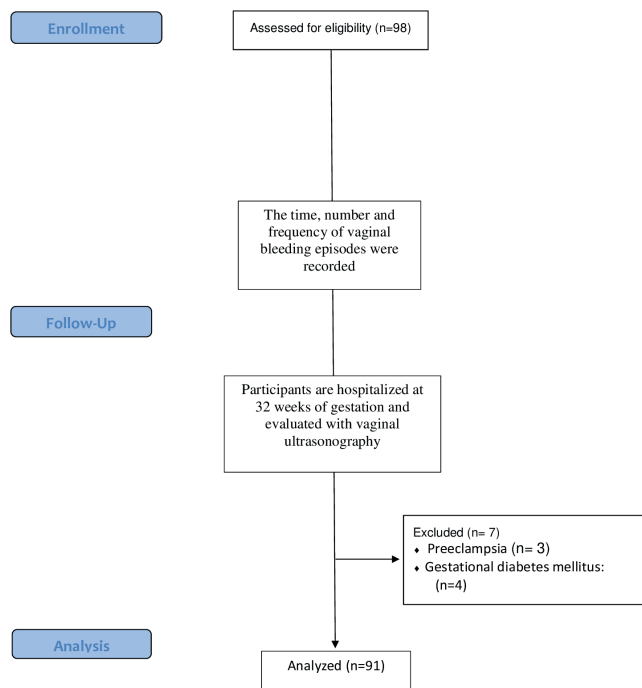 Enrollment
Assessed for eligibility (n=98)
The time, number and
frequency of vaginal
bleeding episodes were
recorded
Follow-Up
Participants are hospitalized at
32 weeks of gestation and
evaluated with vaginal
ultrasonography
Excluded (n= 7)
♦ Preeclampsia (n= 3)
♦ Gestational diabetes mellitus:
(n=4)
Analysis
Analyzed (n=91)